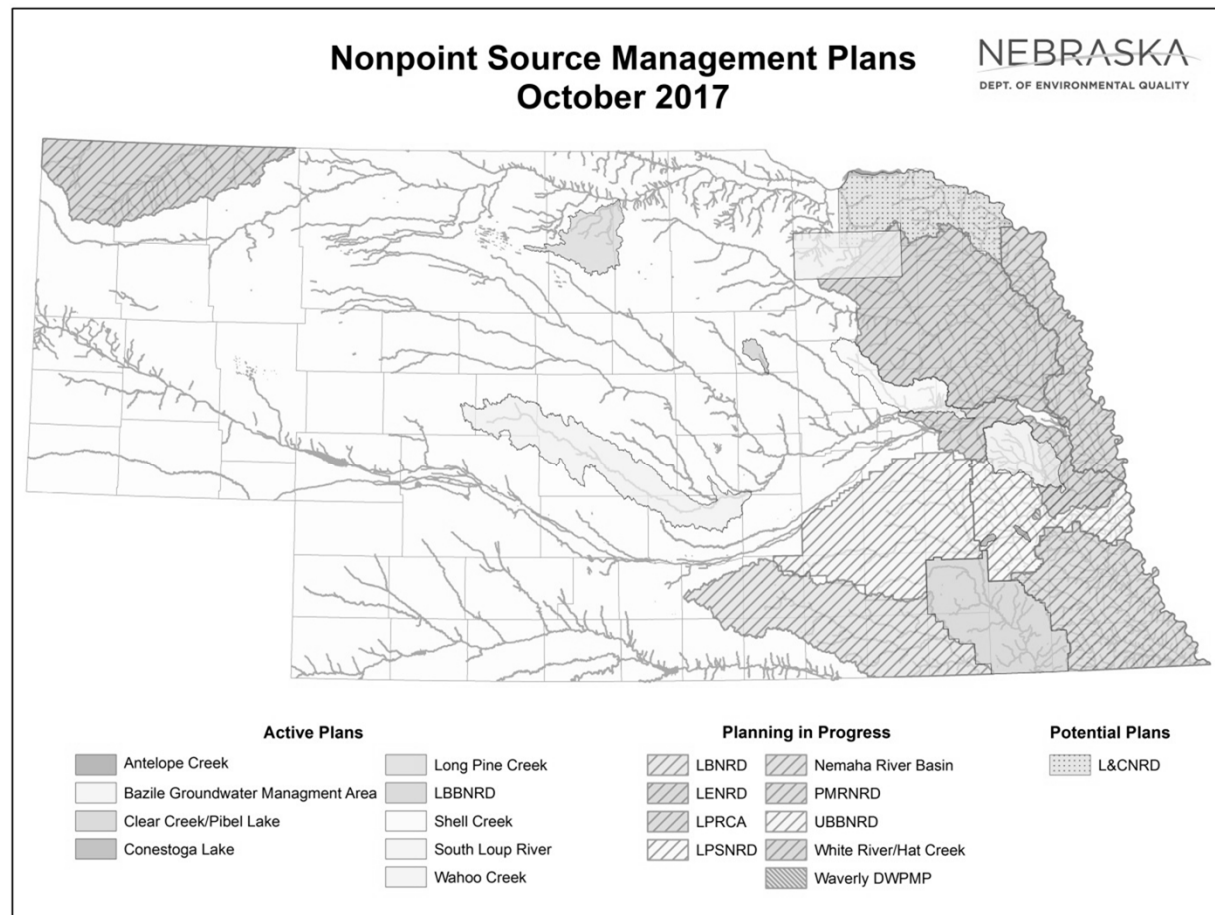 Nonpoint Source Management Plans
October 2017
NEBRASKA
DEPT. OF ENVIRONMENTAL QUALITY
Active Plans
Antelope Creek
Bazile Groundwater Managment Area
Clear Creek/Pibel Lake
Conestoga Lake
Long Pine Creek
LBBNRD
Shell Creek
South Loup River
Wahoo Creek
Planning in Progress
LBNRD
LENRD
LPRCA
LPSNRD
Nemaha River Basin
PMRNRD
UBBNRD
White River/Hat Creek
Waverly DWPMP
Potential Plans
L&CNRD